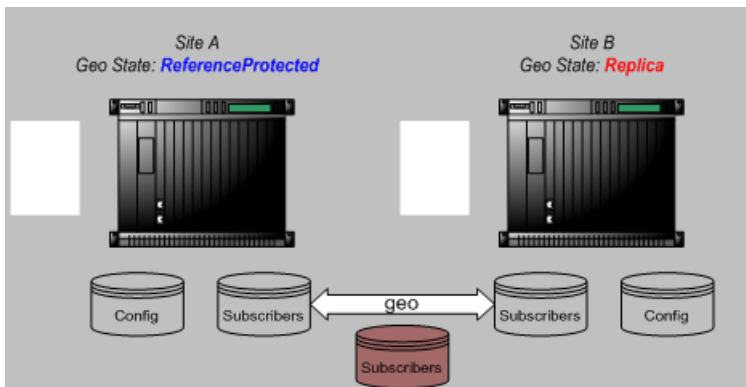 Site A
Geo State: ReferenceProtected
Site B
Geo State: Replica
Config
Subscribers
geo
Subscribers
Config
Subscribers